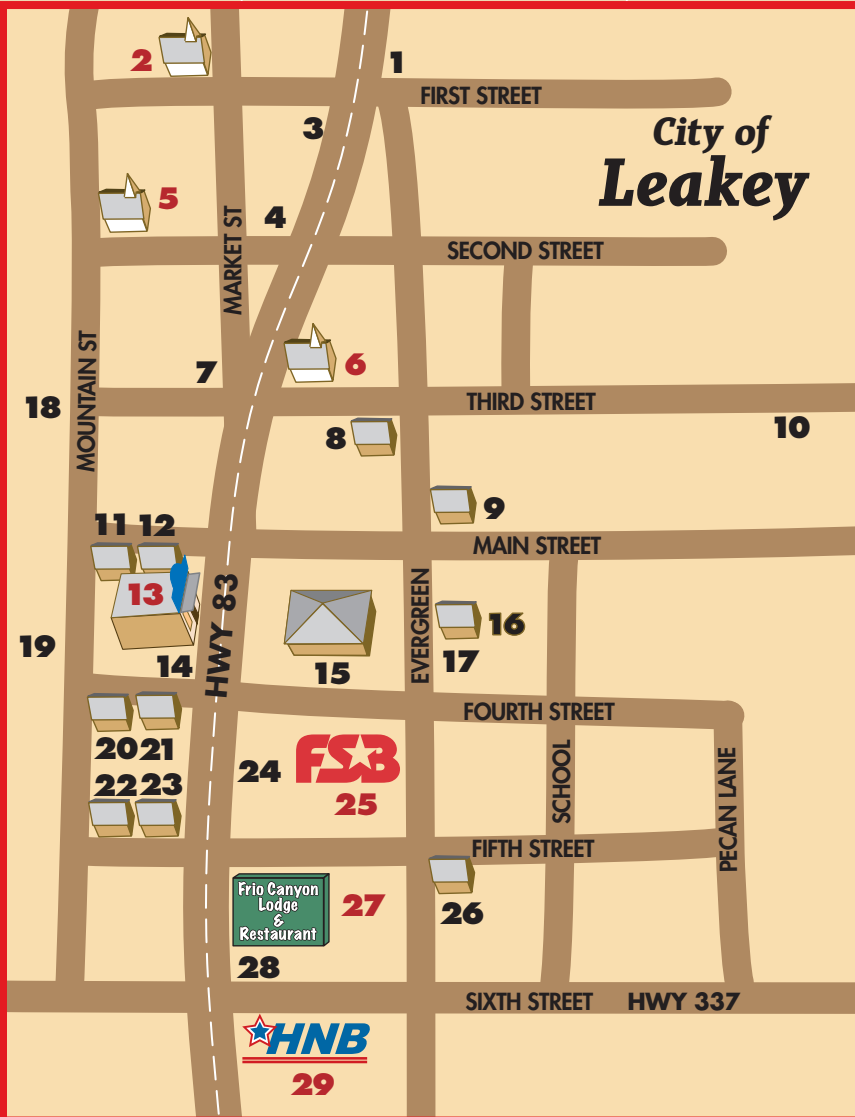 1
2
FIRST STREET
3
City of
Leakey
5
4
MARKET ST
SECOND STREET
6
7
MOUNTAIN ST
THIRD STREET
18
10
8
9
11
12
MAIN STREET
13
HWY 83
EVERGREEN
16
19
14
15
17
FOURTH STREET
20
21
24
FSB
SCHOOL
PECAN LANE
22
23
25
FIFTH STREET
Frio Canyon
Lodge
&
Restaurant
27
26
28
SIXTH STREET HWY 337
HNB
29